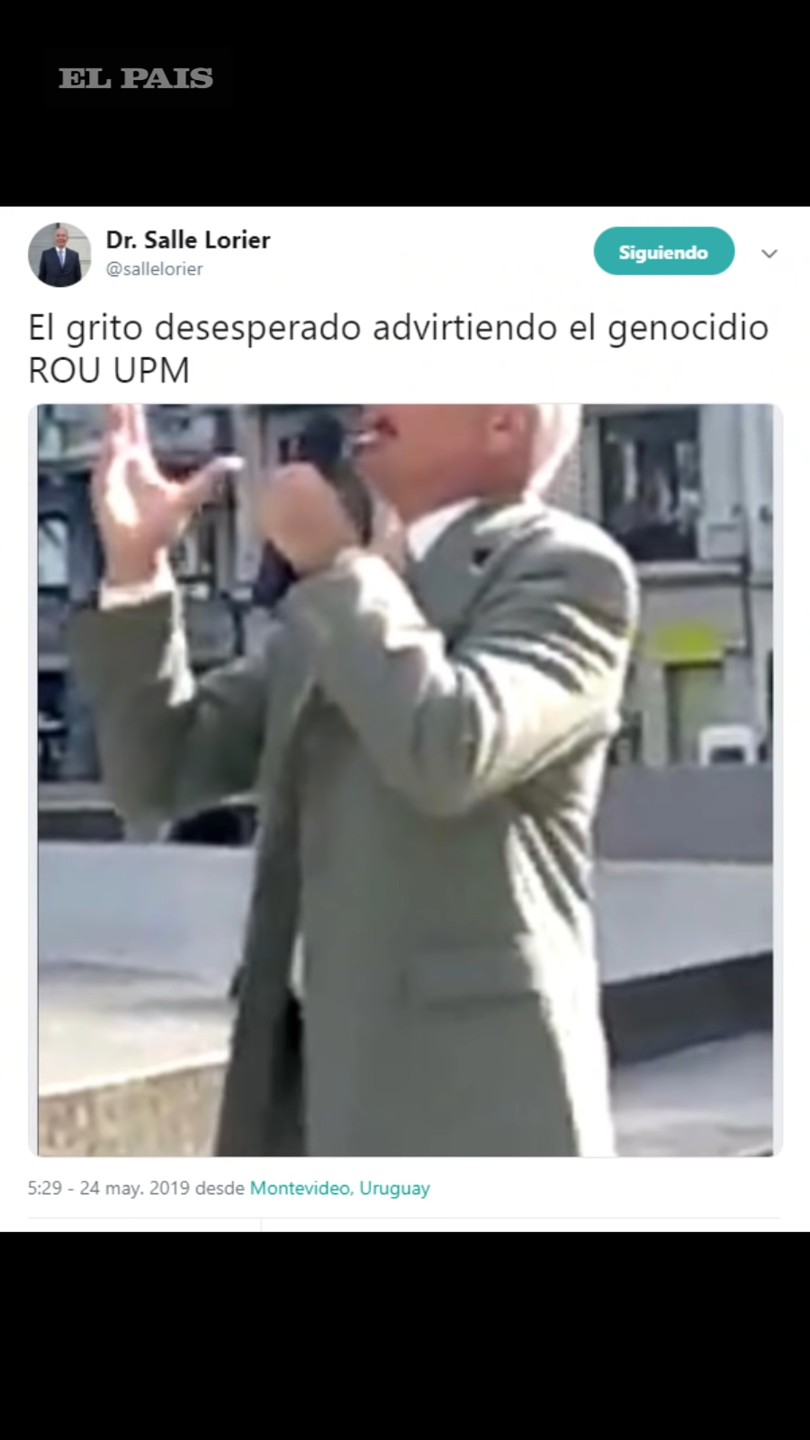 EL PAIS
Dr. Salle Lorier
@sallelorier
Siguiendo
El grito desesperado advirtiendo el genocidio
ROU UPM
5:29 - 24 may. 2019 desde Montevideo, Uruguay